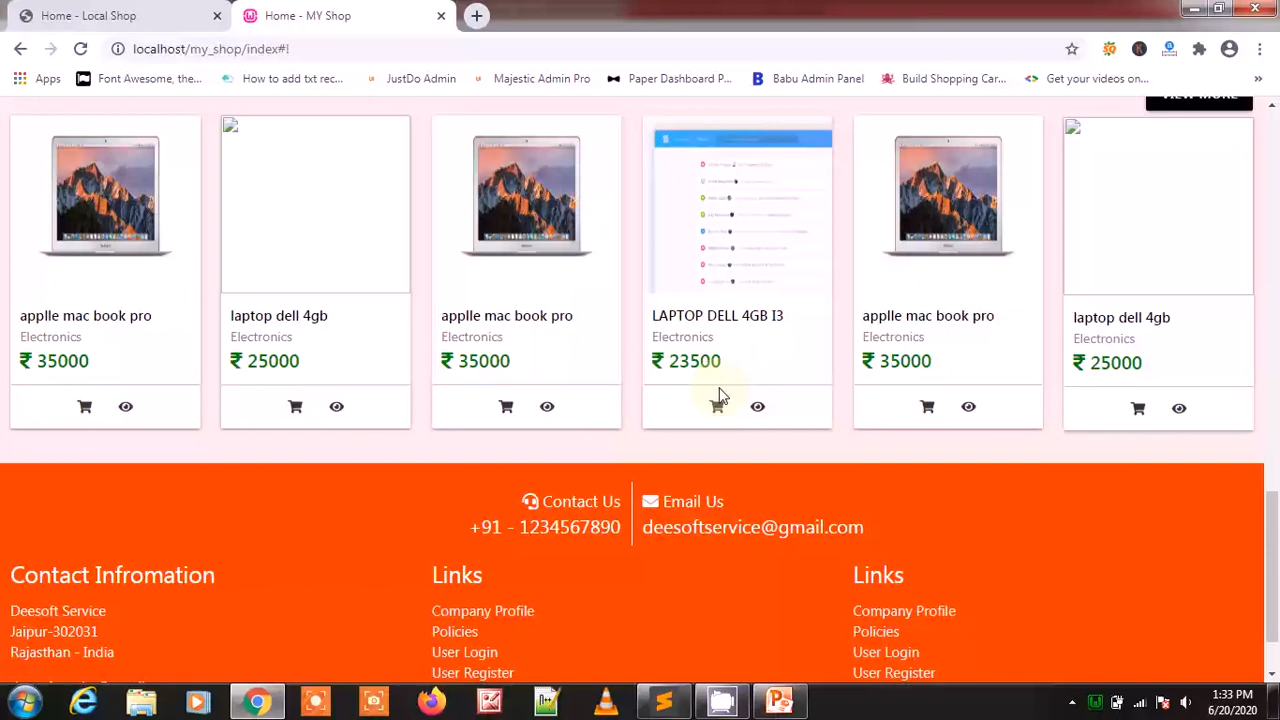 Home - Local Shop
Home - MY Shop
localhost/my_shop/index#!
Apps
Font Awesome, the...
How to add txt rec...
JustDo Admin
Majestic Admin Pro
Paper Dashboard P...
Babu Admin Panel
Build Shopping Car...
Get your videos on...
»
VIEW MORE
applle mac book pro
Electronics
₹ 35000
laptop dell 4gb
Electronics
₹ 25000
applle mac book pro
Electronics
₹ 35000
LAPTOP DELL 4GB I3
Electronics
₹ 23500
applle mac book pro
Electronics
₹ 35000
laptop dell 4gb
Electronics
₹ 25000
Contact Us
+91 - 1234567890
Email Us
deesoftservice@gmail.com
Contact Infromation
Deesoft Service
Jaipur-302031
Rajasthan - India
Links
Company Profile
Policies
User Login
User Register
Links
Company Profile
Policies
User Login
User Register
1:33 PM
6/20/2020